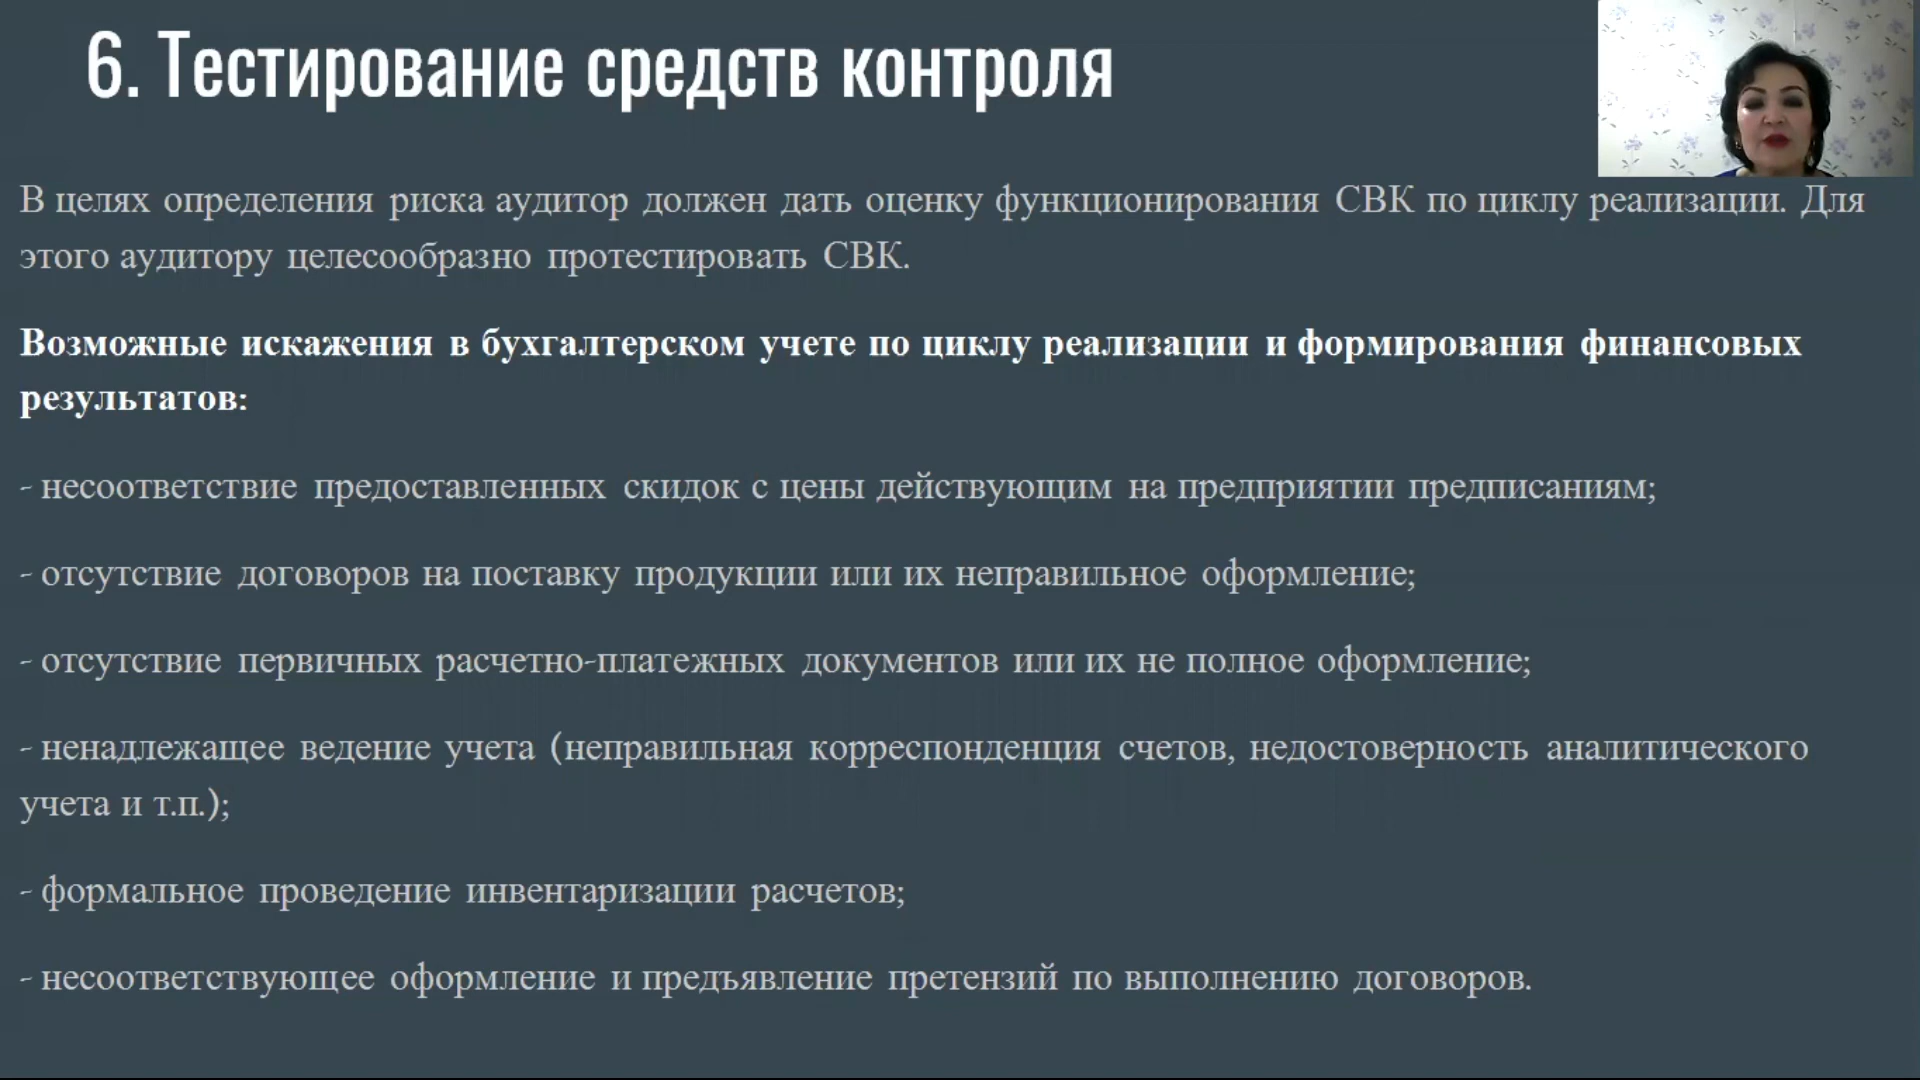 6. Тестирование средств контроля
В целях определения риска аудитор должен дать оценку функционирования СВК по циклу реализации. Для
этого аудитору целесообразно протестировать СВК.
Возможные искажения в бухгалтерском учете по циклу реализации и формирования финансовых
результатов:
- несоответствие предоставленных скидок с цены действующим на предприятии предписаниям;
- отсутствие договоров на поставку продукции или их неправильное оформление;
- отсутствие первичных расчетно-платежных документов или их не полное оформление;
- ненадлежащее ведение учета (неправильная корреспонденция счетов, недостоверность аналитического
учета и т.п.);
- формальное проведение инвентаризации расчетов;
- несоответствующее оформление и предъявление претензий по выполнению договоров.